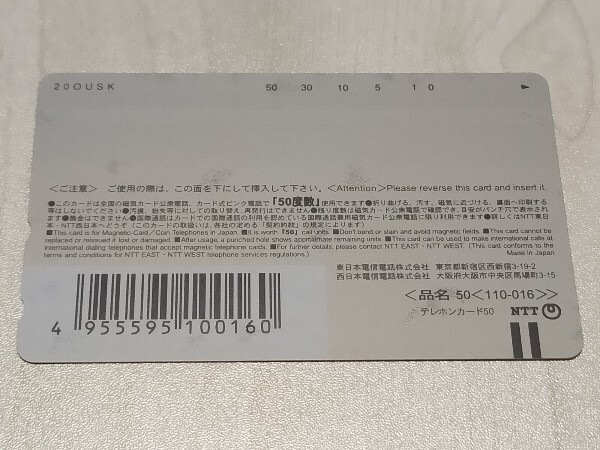 20OUSK 50 30 10 5 1 0
<ご注意> ご使用の際は、この面を下にして挿入して下さい。<Attention>Please reverse this card and insert it.
●このカードは全国の磁気カード公衆電話、カード式ピンク電話で「50度数」使用できます●折り曲げる、汚す、磁気に近づける、裏面へ印刷する
等はしないでください●汚損、紛失等に対しての取り替え、再発行はできません●残り度数は磁気カード公衆電話で確認でき、目安がパンチ穴で表示されま
す●換金はできません●国際通話はカードでの国際通話の利用を認めている国際通話兼用磁気カード公衆電話に限り利用できます●詳しくはNTT東日
本・NTT西日本へどうぞ(このカードの取扱いは、各社の定める「契約約款」の規定によります)
■This card is for Magnetic-Card／Coin Telephones in Japan. ■It is worth「50」call units. ■Don't bend or stain and avoid magnetic fields. ■This card cannot be
replaced or reissued if lost or damaged. ■After usage, a punched hole shows approximate remaining units. ■This card can be used to make international calls at
international dialing telephones that accept magnetic telephone cards. ■For further details, please contact NTT EAST・NTT WEST. (This card conforms to the
terms and conditions for NTT EAST・NTT WEST telephone services regulations.) Made in Japan
東日本電信電話株式会社 東京都新宿区西新宿3-19-2
西日本電信電話株式会社 大阪府大阪市中央区馬場町3-15
<品名 50<110-016>>
テレホンカード50 NTT
4 955595 100160